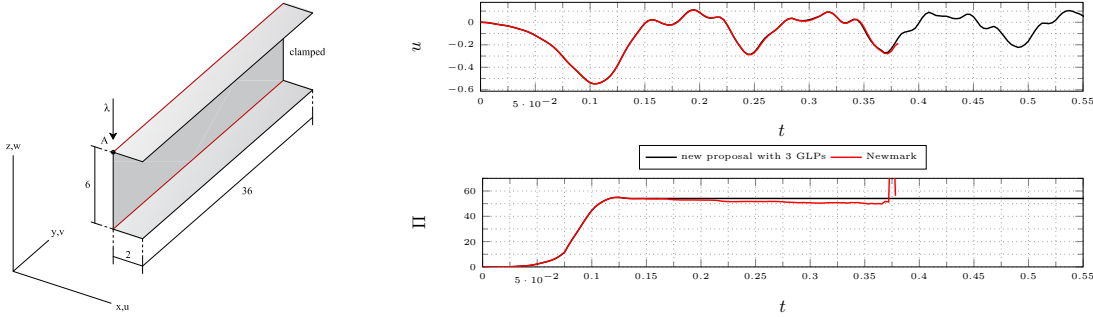 clamped
λ
A
z,w
6
36
y,v
2
x,u
u
0
−0.2
−0.4
−0.6
0
5 · 10⁻²
0.1
0.15
0.2
0.25
0.3
0.35
0.4
0.45
0.5
0.55
t
new proposal with 3 GLPs
Newmark
Π
60
40
20
0
0
5 · 10⁻²
0.1
0.15
0.2
0.25
0.3
0.35
0.4
0.45
0.5
0.55
t